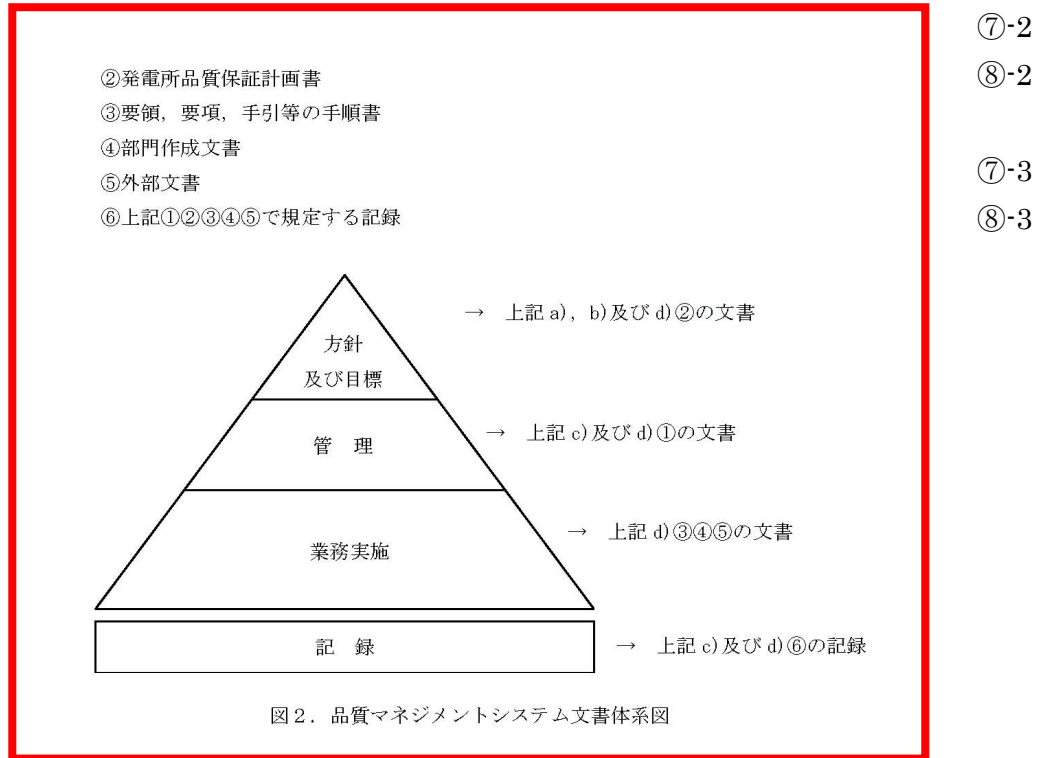 ②発電所品質保証計画書
③要領，要項，手引等の手順書
④部門作成文書
⑤外部文書
⑥上記①②③④⑤で規定する記録
⑦-2
⑧-2
⑦-3
⑧-3
方針
及び目標
→ 上記 a)，b)及び d)②の文書
管 理
→ 上記 c)及び d)①の文書
業務実施
→ 上記 d)③④⑤の文書
記 録
→ 上記 c)及び d)⑥の記録
図２．品質マネジメントシステム文書体系図